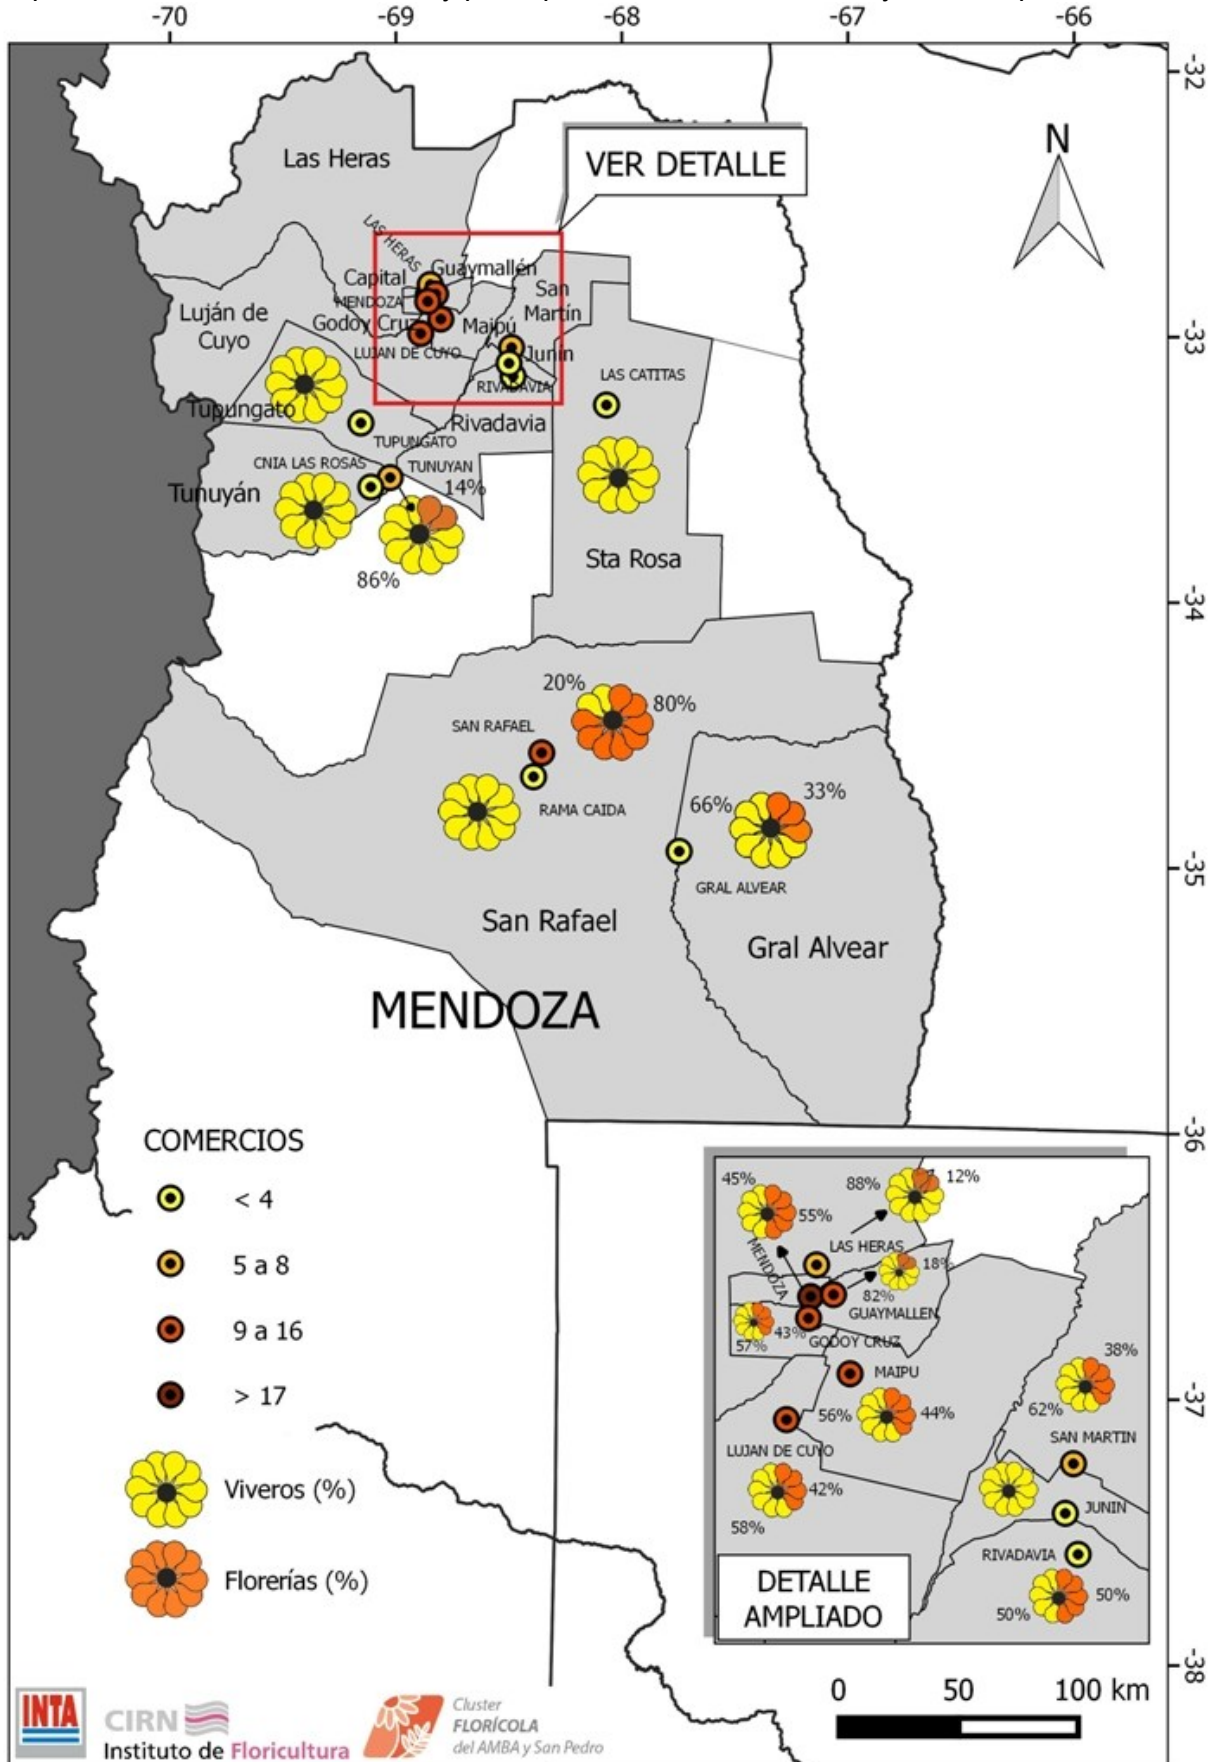 -70
-69
-68
-67
-66
-32
-33
-34
-35
-36
-37
-38
N
Las Heras
VER DETALLE
LAS HERAS
Guaymallén
Capital
MENDOZA
San
Martín
Luján de
Cuyo
Godoy Cruz
Maipú
LUJAN DE CUYO
Junín
RIVADAVIA
LAS CATITAS
Tupungato
Rivadavia
TUPUNGATO
CNIA LAS ROSAS
TUNUYAN
Tunuyán
14%
86%
Sta Rosa
20%
80%
SAN RAFAEL
RAMA CAIDA
66%
33%
GRAL ALVEAR
San Rafael
Gral Alvear
MENDOZA
COMERCIOS
< 4
5 a 8
9 a 16
> 17
Viveros (%)
Florerías (%)
45%
55%
88%
12%
MENDOZA
LAS HERAS
18%
82%
GUAYMALLEN
43%
57%
GODOY CRUZ
MAIPU
38%
62%
56%
44%
SAN MARTIN
LUJAN DE CUYO
42%
58%
JUNIN
RIVADAVIA
50%
50%
DETALLE
AMPLIADO
0 50 100 km
INTA
CIRN
Instituto de Floricultura
Cluster
FLORÍCOLA
del AMBA y San Pedro